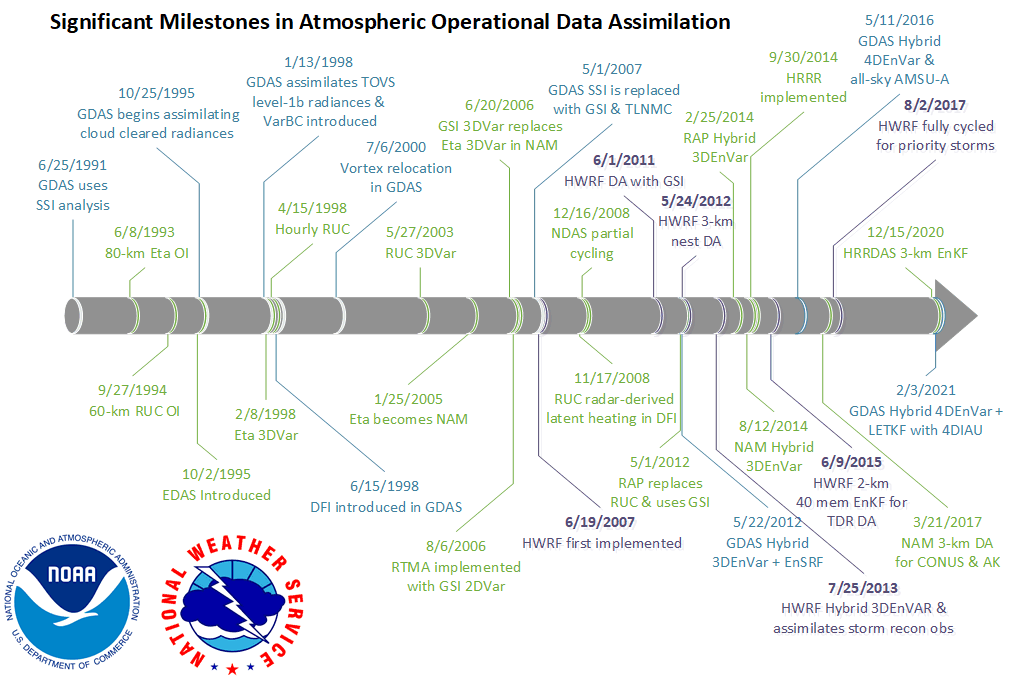 Significant Milestones in Atmospheric Operational Data Assimilation
6/25/1991
GDAS uses
SSI analysis
10/25/1995
GDAS begins assimilating
cloud cleared radiances
1/13/1998
GDAS assimilates TOVS
level-1b radiances &
VarBC introduced
7/6/2000
Vortex relocation
in GDAS
6/20/2006
GSI 3DVar replaces
Eta 3DVar in NAM
5/1/2007
GDAS SSI is replaced
with GSI & TLNMC
6/1/2011
HWRF DA with GSI
2/25/2014
RAP Hybrid
3DEnVar
9/30/2014
HRRR
implemented
5/11/2016
GDAS Hybrid
4DEnVar &
all-sky AMSU-A
8/2/2017
HWRF fully cycled
for priority storms
6/8/1993
80-km Eta OI
4/15/1998
Hourly RUC
5/27/2003
RUC 3DVar
12/16/2008
NDAS partial
cycling
5/24/2012
HWRF 3-km
nest DA
12/15/2020
HRRDAS 3-km EnKF
9/27/1994
60-km RUC OI
10/2/1995
EDAS Introduced
2/8/1998
Eta 3DVar
6/15/1998
DFI introduced in GDAS
1/25/2005
Eta becomes NAM
8/6/2006
RTMA implemented
with GSI 2DVar
6/19/2007
HWRF first implemented
11/17/2008
RUC radar-derived
latent heating in DFI
5/1/2012
RAP replaces
RUC & uses GSI
5/22/2012
GDAS Hybrid
3DEnVar + EnSRF
7/25/2013
HWRF Hybrid 3DEnVAR &
assimilates storm recon obs
8/12/2014
NAM Hybrid
3DEnVar
6/9/2015
HWRF 2-km
40 mem EnKF for
TDR DA
3/21/2017
NAM 3-km DA
for CONUS & AK
2/3/2021
GDAS Hybrid 4DEnVar +
LETKF with 4DIAU
NATIONAL OCEANIC AND ATMOSPHERIC ADMINISTRATION
NOAA
U.S. DEPARTMENT OF COMMERCE
NATIONAL WEATHER SERVICE